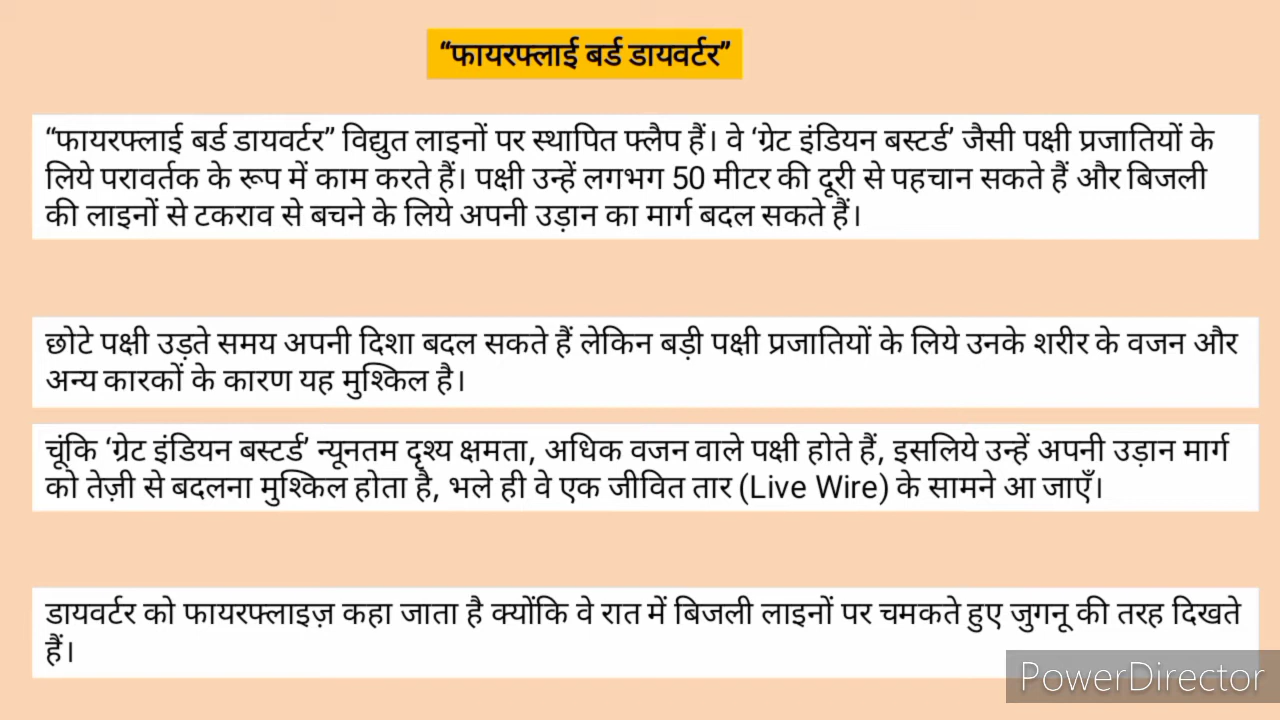 “फायरफ्लाई बर्ड डायवर्टर”
“फायरफ्लाई बर्ड डायवर्टर” विद्युत लाइनों पर स्थापित फ्लैप हैं। वे ‘ग्रेट इंडियन बस्टर्ड’ जैसी पक्षी प्रजातियों के
लिये परावर्तक के रूप में काम करते हैं। पक्षी उन्हें लगभग 50 मीटर की दूरी से पहचान सकते हैं और बिजली
की लाइनों से टकराव से बचने के लिये अपनी उड़ान का मार्ग बदल सकते हैं।
छोटे पक्षी उड़ते समय अपनी दिशा बदल सकते हैं लेकिन बड़ी पक्षी प्रजातियों के लिये उनके शरीर के वजन और
अन्य कारकों के कारण यह मुश्किल है।
चूंकि ‘ग्रेट इंडियन बस्टर्ड’ न्यूनतम दृश्य क्षमता, अधिक वजन वाले पक्षी होते हैं, इसलिये उन्हें अपनी उड़ान मार्ग
को तेज़ी से बदलना मुश्किल होता है, भले ही वे एक जीवित तार (Live Wire) के सामने आ जाएँ।
डायवर्टर को फायरफ्लाइज़ कहा जाता है क्योंकि वे रात में बिजली लाइनों पर चमकते हुए जुगनू की तरह दिखते
हैं।
PowerDirector